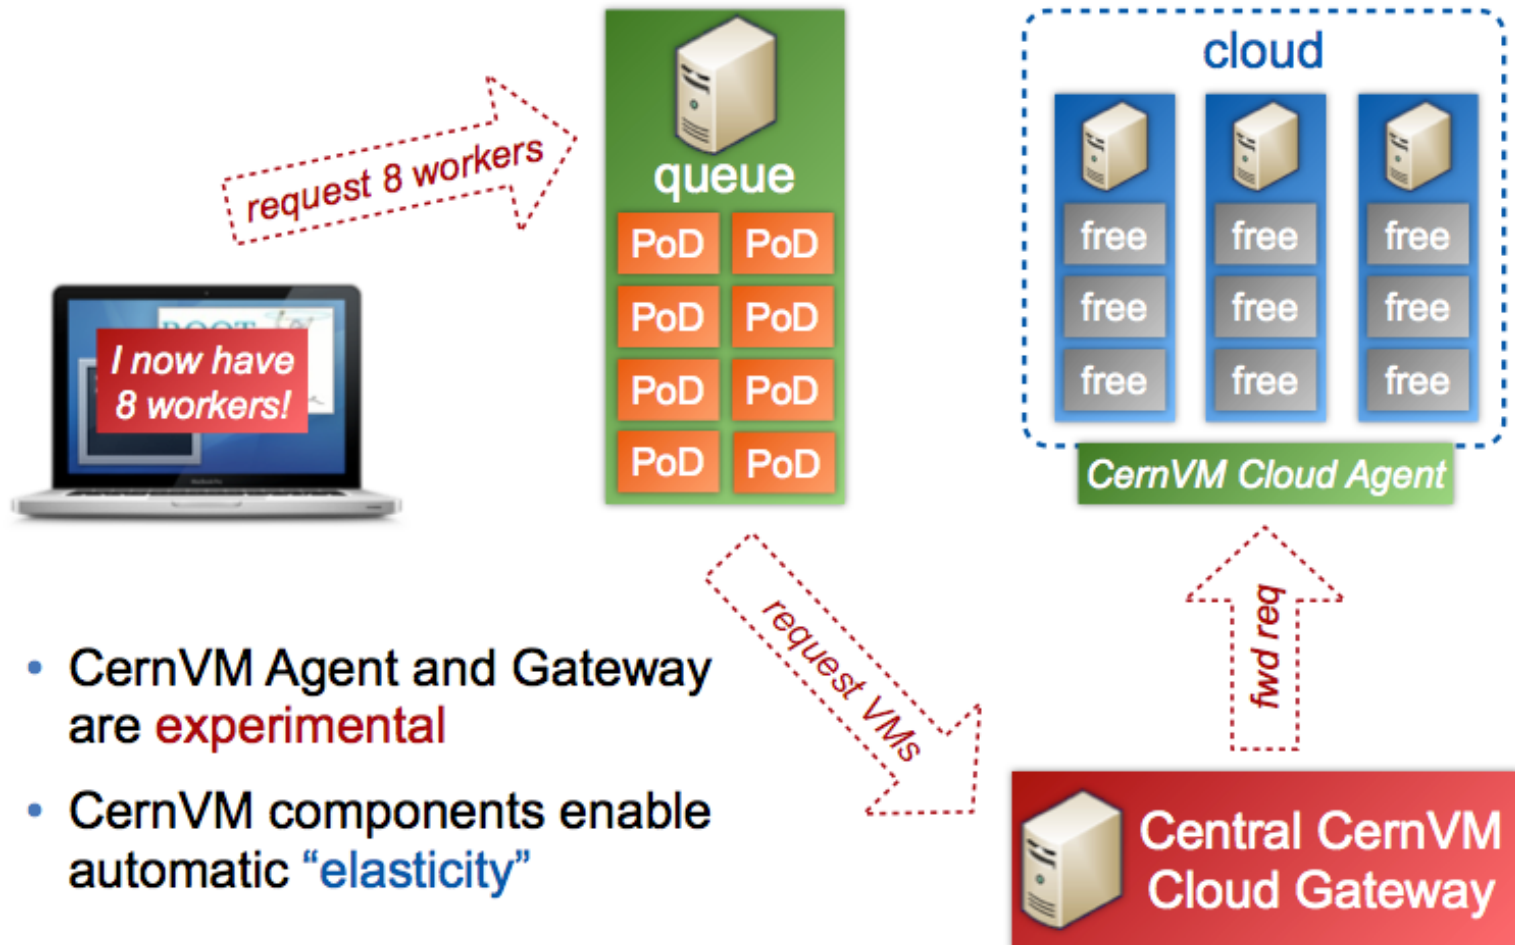 cloud
queue
request 8 workers
PoD PoD
PoD PoD
PoD PoD
PoD PoD
free free free
free free free
free free free
CernVM Cloud Agent
ROOT
I now have
8 workers!
request VMs
fwd req
• CernVM Agent and Gateway
are experimental
• CernVM components enable
automatic “elasticity”
Central CernVM
Cloud Gateway